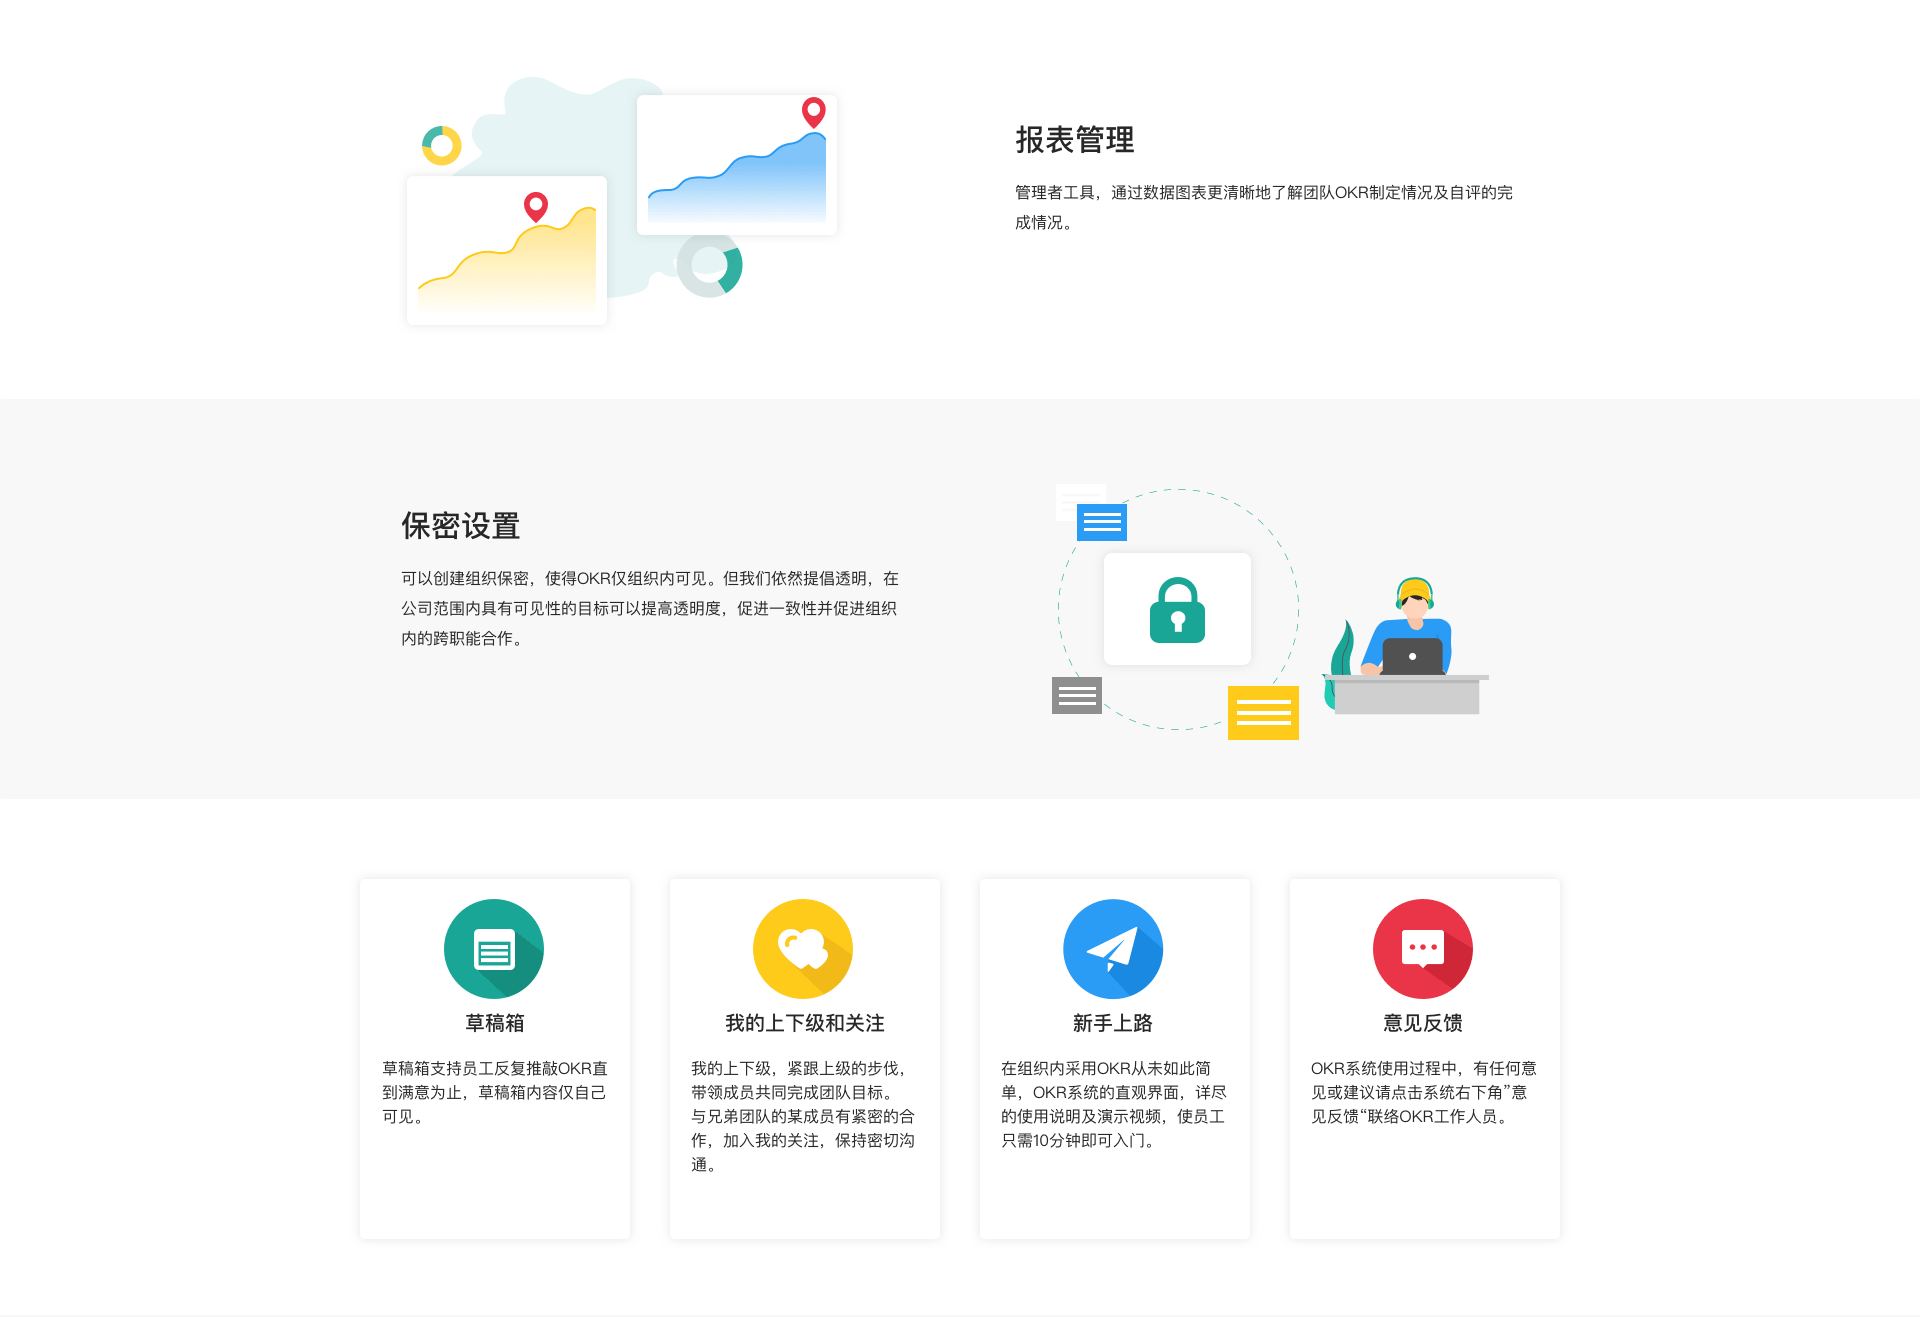 报表管理
管理者工具，通过数据图表更清晰地了解团队OKR制定情况及自评的完
成情况。
保密设置
可以创建组织保密，使得OKR仅组织内可见。但我们依然提倡透明，在
公司范围内具有可见性的目标可以提高透明度，促进一致性并促进组织
内的跨职能合作。
草稿箱
草稿箱支持员工反复推敲OKR直
到满意为止，草稿箱内容仅自己
可见。
我的上下级和关注
我的上下级，紧跟上级的步伐，
带领成员共同完成团队目标。
与兄弟团队的某成员有紧密的合
作，加入我的关注，保持密切沟
通。
新手上路
在组织内采用OKR从未如此简
单，OKR系统的直观界面，详尽
的使用说明及演示视频，使员工
只需10分钟即可入门。
意见反馈
OKR系统使用过程中，有任何意
见或建议请点击系统右下角”意
见反馈“联络OKR工作人员。